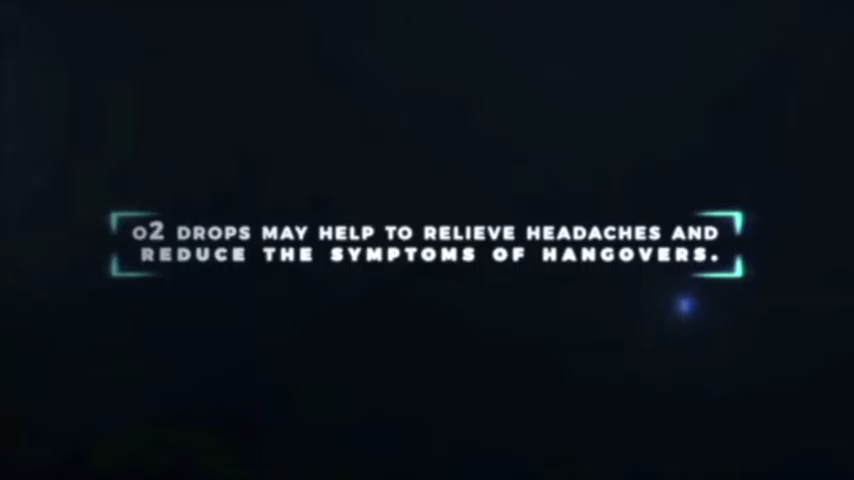 o2 DROPS MAY HELP TO RELIEVE HEADACHES AND
REDUCE THE SYMPTOMS OF HANGOVERS.